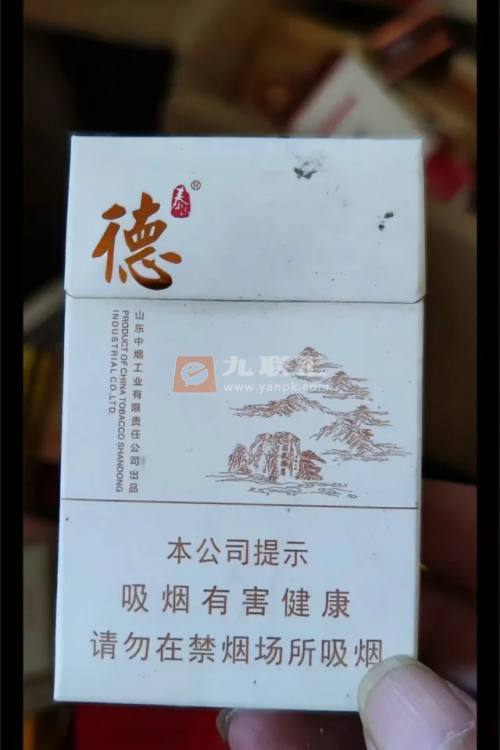 泰山®
德
山东中烟工业有限责任公司出品
PRODUCT OF CHINA TOBACCO SHANDONG
INDUSTRIAL CO.,LTD.
九联
www.yanpk.com
本公司提示
吸烟有害健康
请勿在禁烟场所吸烟